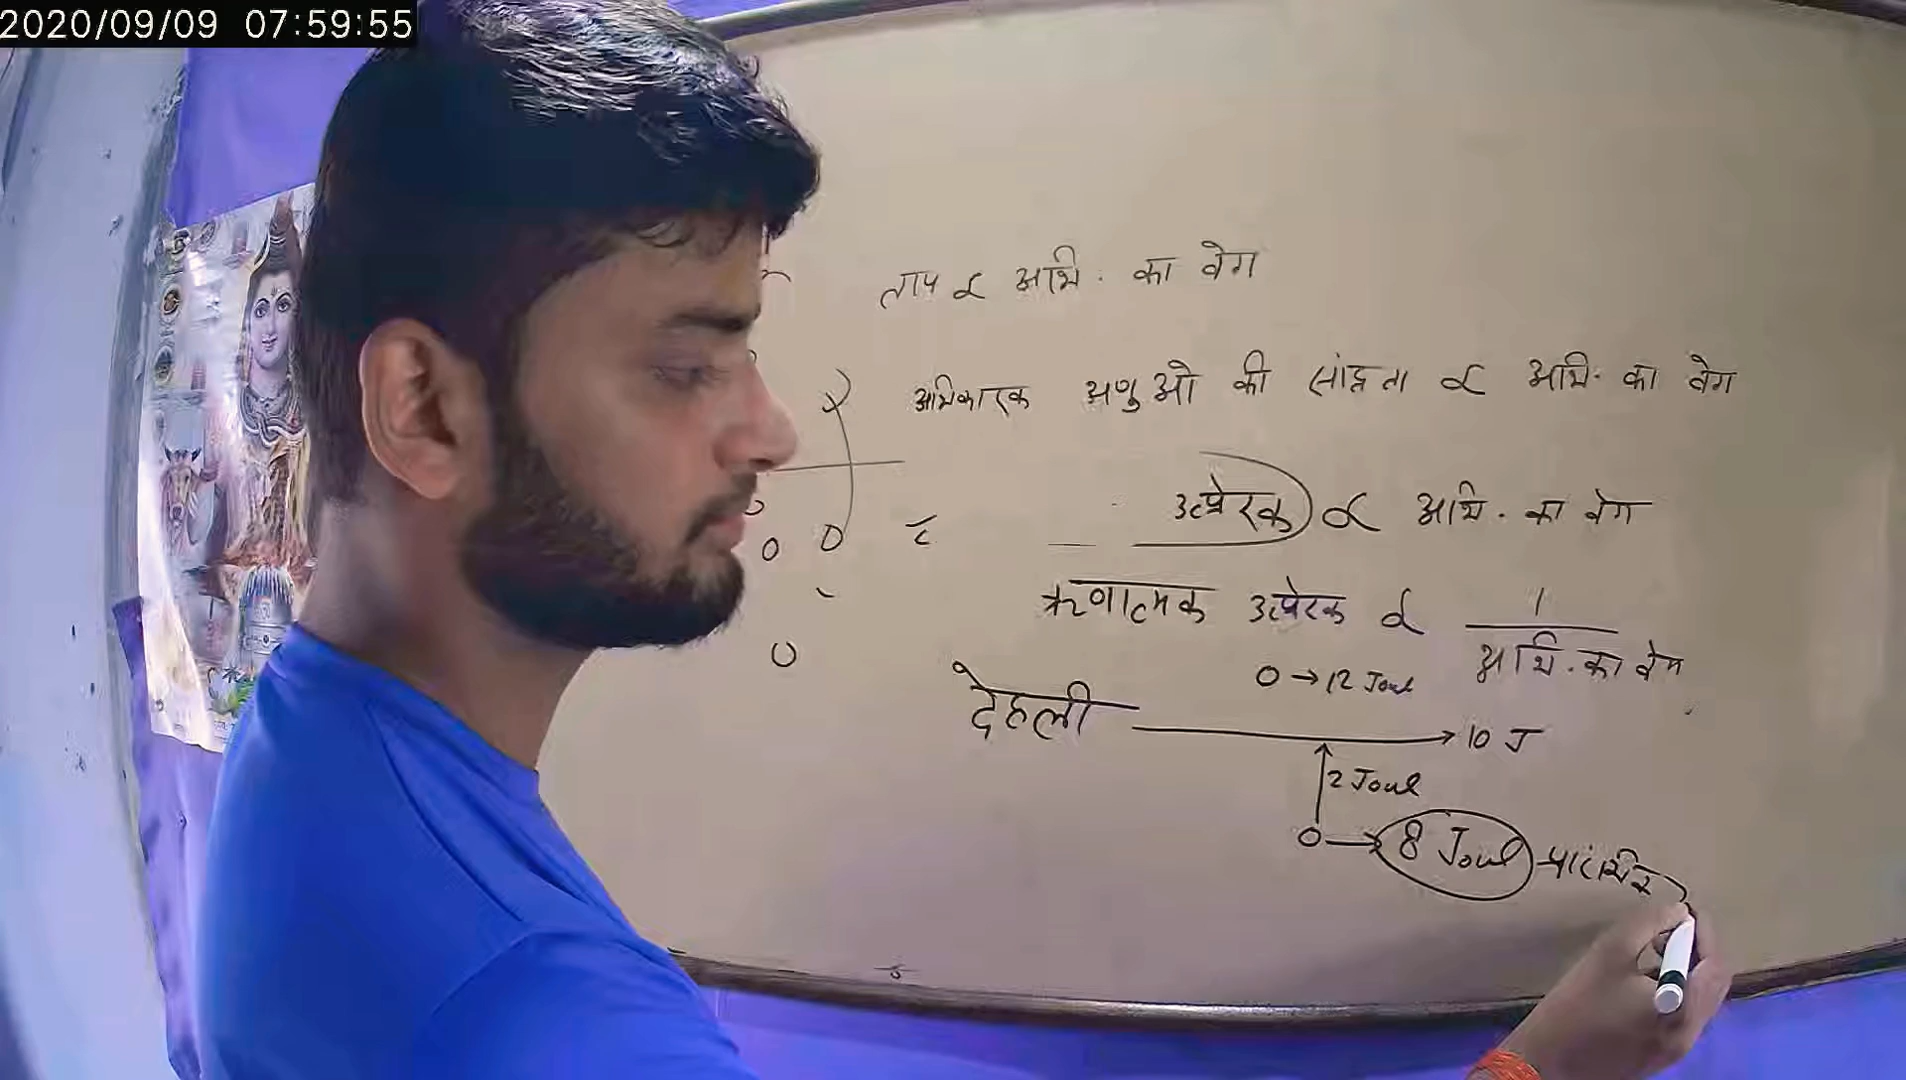 2020/09/09 07:59:55
ताप ∝ अभि. का वेग
अभिकारक अणुओ की सांद्रता ∝ अभि. का वेग
उत्प्रेरक ∝ अभि. का वेग
ऋणात्मक उत्प्रेरक ∝ 1
अभि. का वेग
0 → 12 Joul
देहली → 10 J
2 Joul
0 → 8 Joul